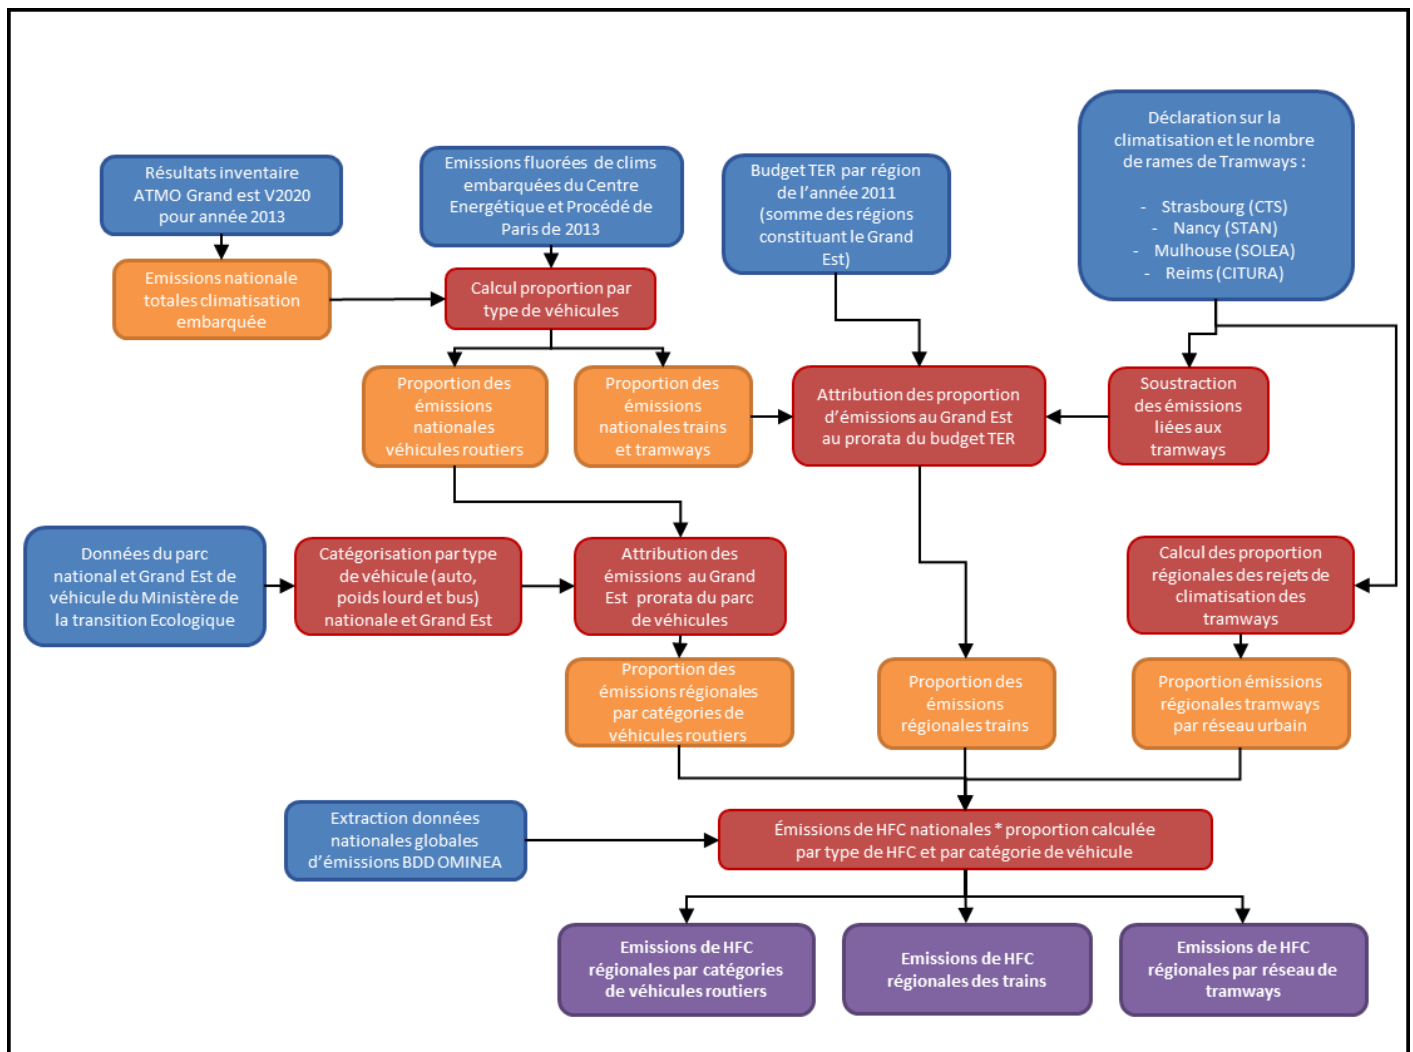 Résultats inventaire
ATMO Grand est V2020
pour année 2013
Emissions fluorées de clims
embarquées du Centre
Energétique et Procédé de
Paris de 2013
Budget TER par région
de l'année 2011
(somme des régions
constituant le Grand
Est)
Déclaration sur la
climatisation et le nombre
de rames de Tramways :
- Strasbourg (CTS)
- Nancy (STAN)
- Mulhouse (SOLEA)
- Reims (CITURA)
Emissions nationale
totales climatisation
embarquée
Calcul proportion par
type de véhicules
Proportion des
émissions
nationales
véhicules routiers
Proportion des
émissions
nationales trains
et tramways
Attribution des proportion
d'émissions au Grand Est
au prorata du budget TER
Soustraction
des émissions
liées aux
tramways
Données du parc
national et Grand Est de
véhicule du Ministère de
la transition Ecologique
Catégorisation par type
de véhicule (auto,
poids lourd et bus)
nationale et Grand Est
Attribution des
émissions au Grand
Est prorata du parc
de véhicules
Calcul des proportion
régionales des rejets de
climatisation des
tramways
Proportion des
émissions régionales
par catégories de
véhicules routiers
Proportion des
émissions
régionales trains
Proportion émissions
régionales tramways
par réseau urbain
Extraction données
nationales globales
d'émissions BDD OMINEA
Émissions de HFC nationales * proportion calculée
par type de HFC et par catégorie de véhicule
Emissions de HFC
régionales par catégories
de véhicules routiers
Emissions de HFC
régionales des trains
Emissions de HFC
régionales par réseau de
tramways